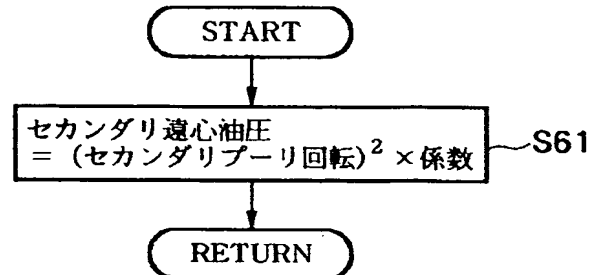 START
セカンダリ遠心油圧
= (セカンダリプーリ回転)² ×係数
S61
RETURN